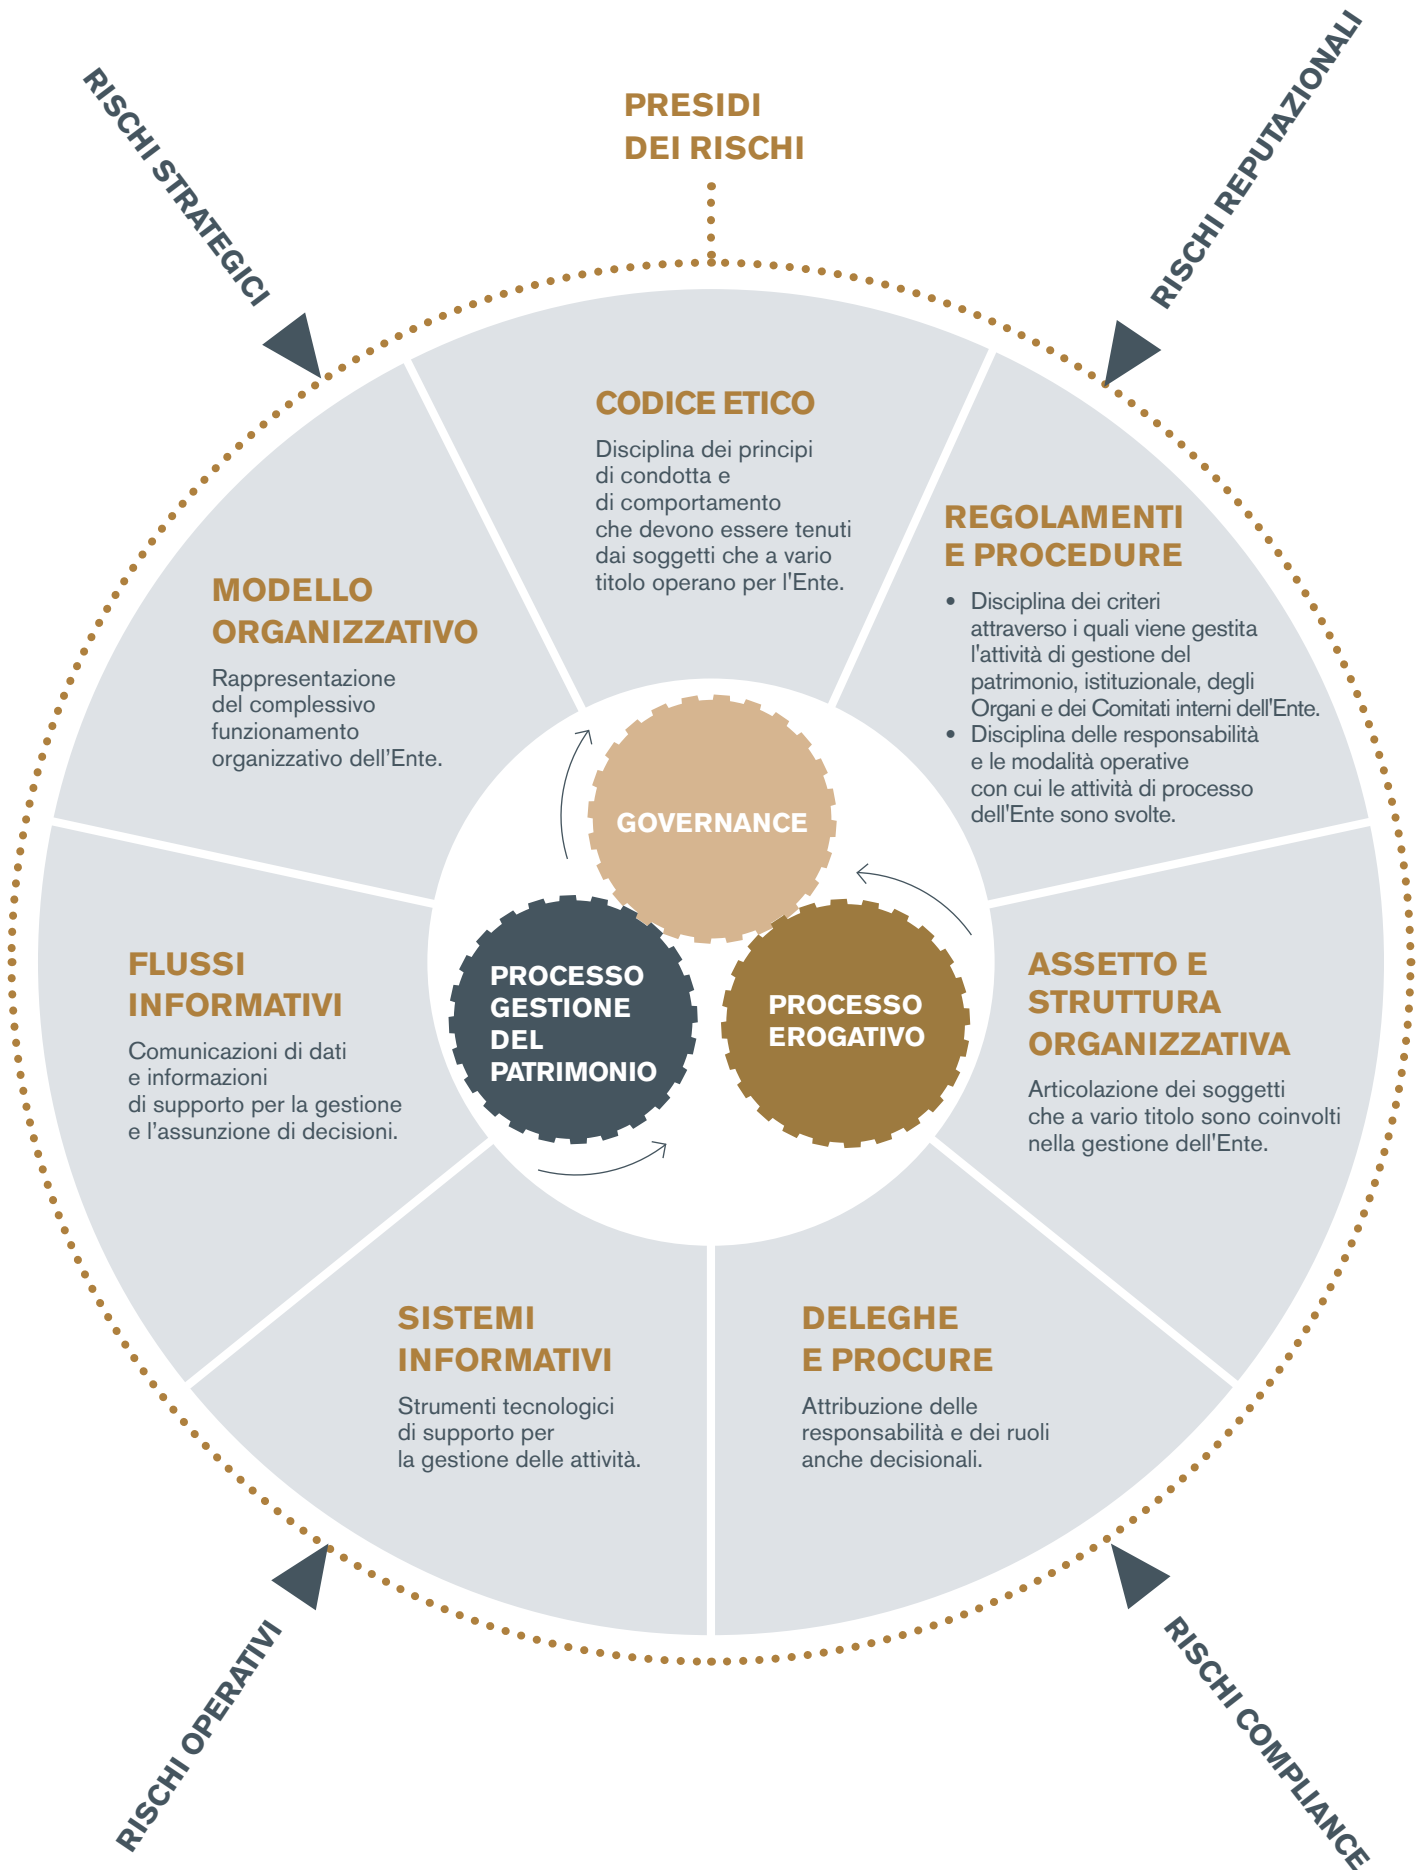 RISCHI STRATEGICI
PRESIDI
DEI RISCHI
RISCHI REPUTAZIONALI
CODICE ETICO
Disciplina dei principi
di condotta e
di comportamento
che devono essere tenuti
dai soggetti che a vario
titolo operano per l'Ente.
REGOLAMENTI
E PROCEDURE
• Disciplina dei criteri
attraverso i quali viene gestita
l'attività di gestione del
patrimonio, istituzionale, degli
Organi e dei Comitati interni dell'Ente.
• Disciplina delle responsabilità
e le modalità operative
con cui le attività di processo
dell'Ente sono svolte.
MODELLO
ORGANIZZATIVO
Rappresentazione
del complessivo
funzionamento
organizzativo dell’Ente.
GOVERNANCE
PROCESSO
GESTIONE
DEL
PATRIMONIO
PROCESSO
EROGATIVO
FLUSSI
INFORMATIVI
Comunicazioni di dati
e informazioni
di supporto per la gestione
e l’assunzione di decisioni.
ASSETTO E
STRUTTURA
ORGANIZZATIVA
Articolazione dei soggetti
che a vario titolo sono coinvolti
nella gestione dell'Ente.
SISTEMI
INFORMATIVI
Strumenti tecnologici
di supporto per
la gestione delle attività.
DELEGHE
E PROCURE
Attribuzione delle
responsabilità e dei ruoli
anche decisionali.
RISCHI OPERATIVI
RISCHI COMPLIANCE